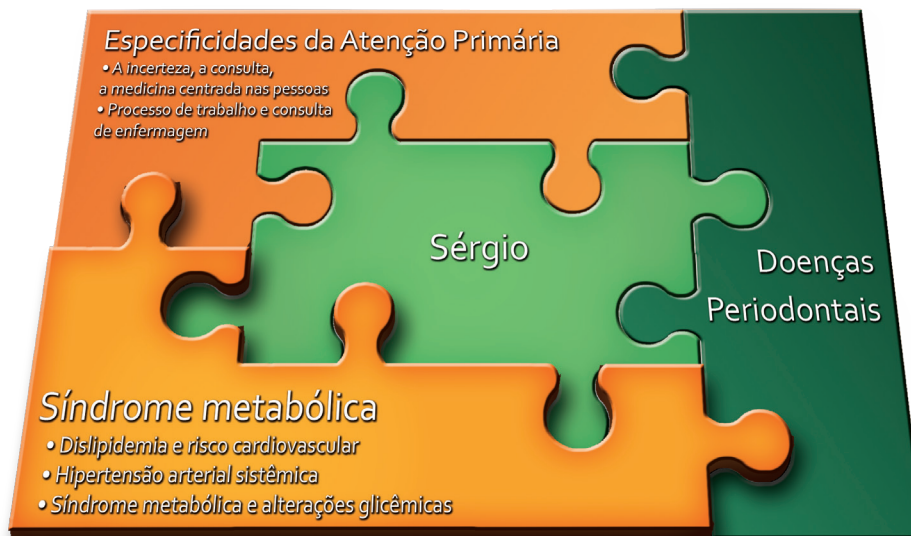 Especificidades da Atenção Primária
• A incerteza, a consulta,
a medicina centrada nas pessoas
• Processo de trabalho e consulta
de enfermagem
Sérgio
Doenças
Periodontais
Síndrome metabólica
• Dislipidemia e risco cardiovascular
• Hipertensão arterial sistêmica
• Síndrome metabólica e alterações glicêmicas